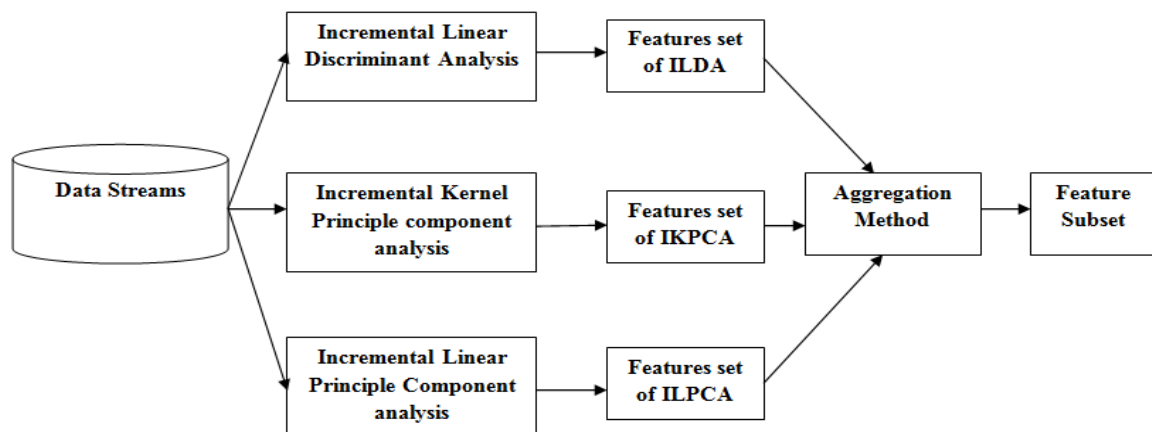 Data Streams
Incremental Linear
Discriminant Analysis
Features set
of ILDA
Incremental Kernel
Principle component
analysis
Features set
of IKPCA
Incremental Linear
Principle Component
analysis
Features set
of ILPCA
Aggregation
Method
Feature
Subset